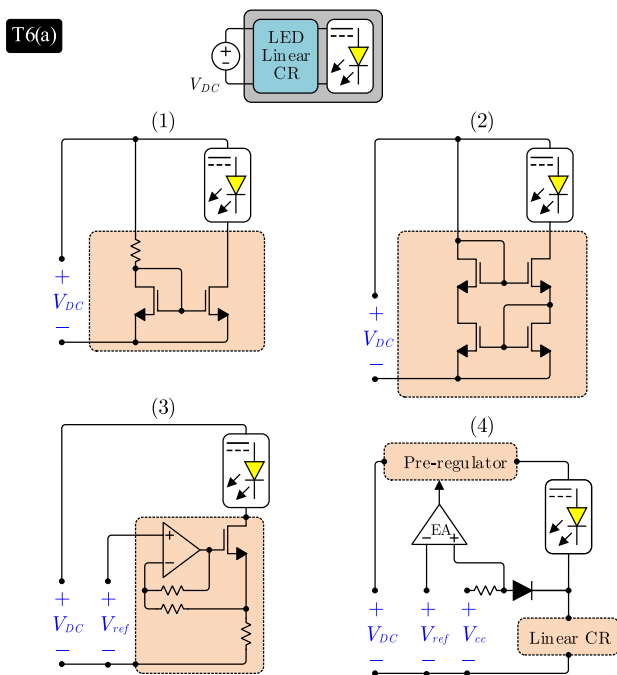 T6(a)
LED
Linear
CR
+
−
V_DC
(1)
+
V_DC
−
(2)
+
V_DC
−
(3)
+
−
+
V_DC
−
+
V_ref
−
(4)
Pre-regulator
EA
− +
+
V_DC
−
+
V_ref
−
+
V_cc
−
Linear CR